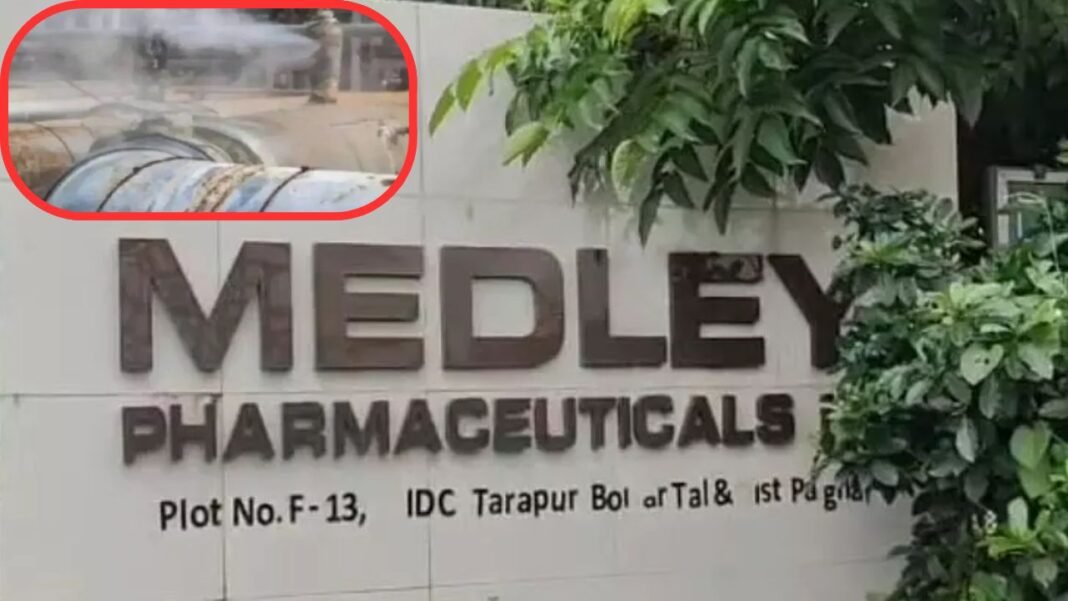 MEDLEY
PHARMACEUTICALS
Plot No. F-13, IDC Tarapur Tal &